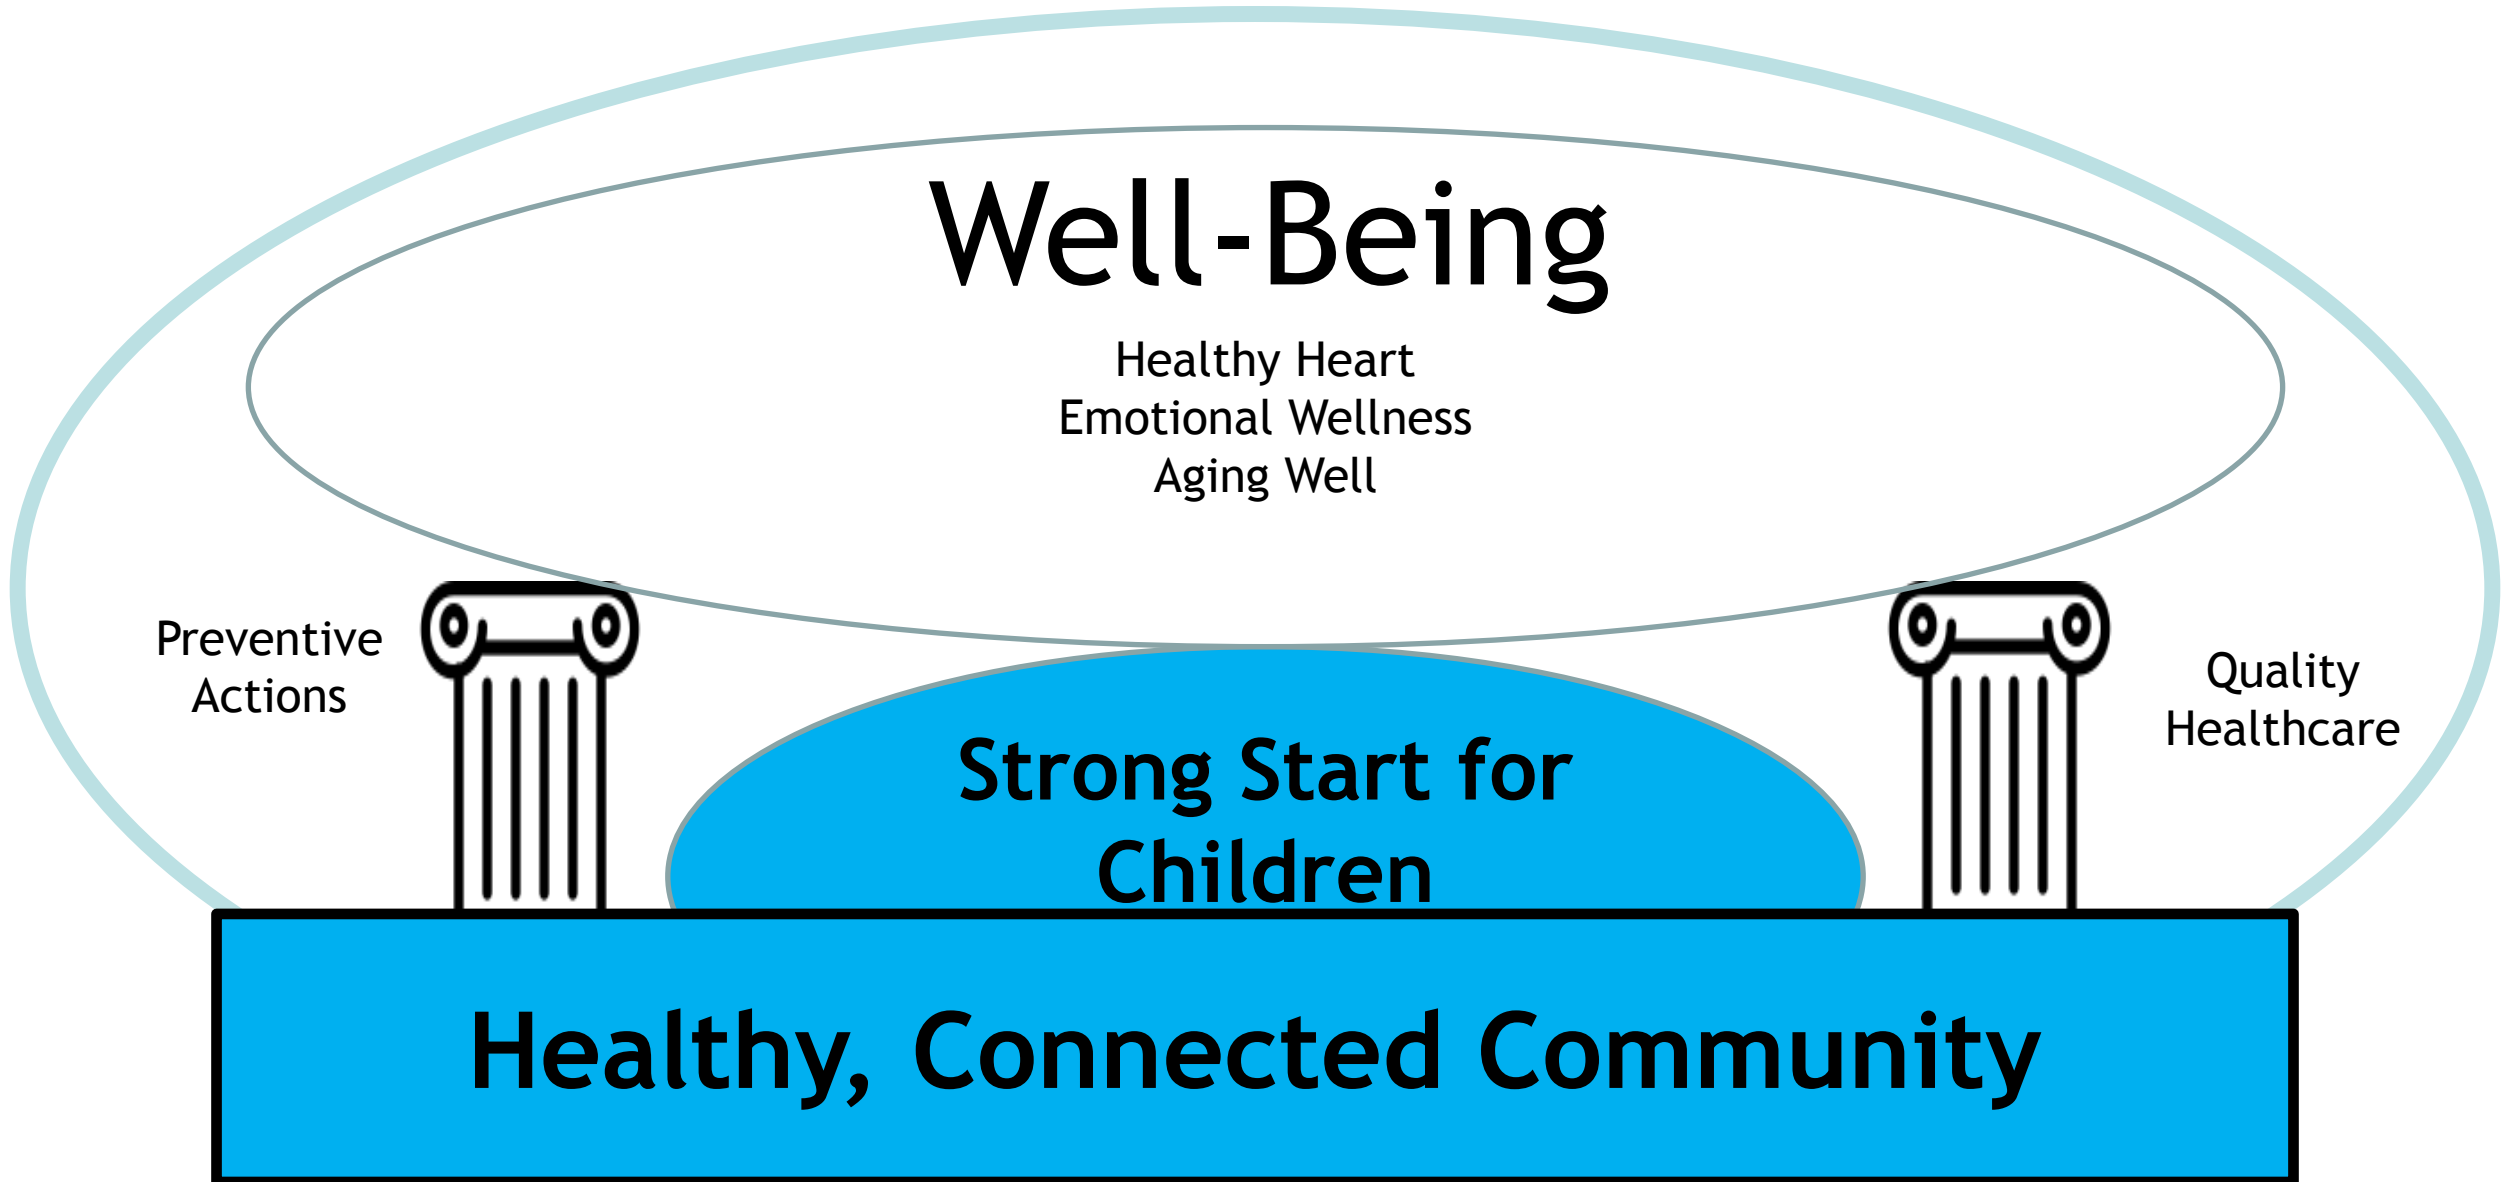 Well-Being
Healthy Heart
Emotional Wellness
Aging Well
Preventive
Actions
Quality
Healthcare
Strong Start for
Children
Healthy, Connected Community